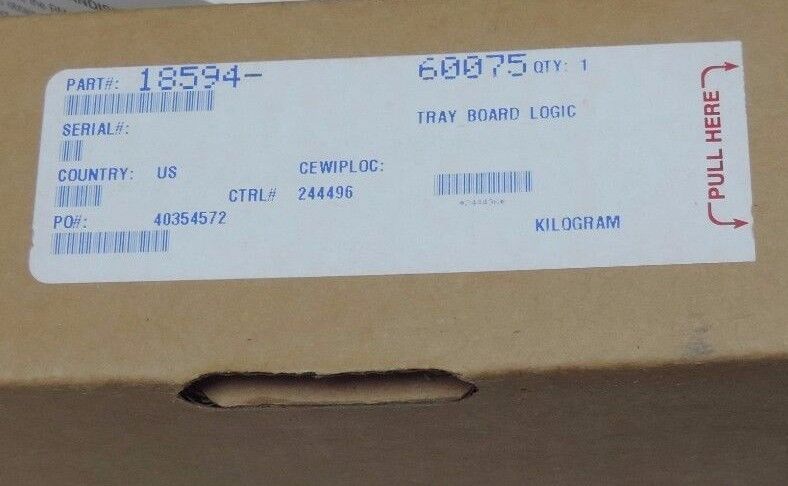 PART#: 18594- 60075 QTY: 1
TRAY BOARD LOGIC
SERIAL#:
COUNTRY: US CEWIPLOC:
CTRL# 244496
PO#: 40354572
KILOGRAM
PULL HERE